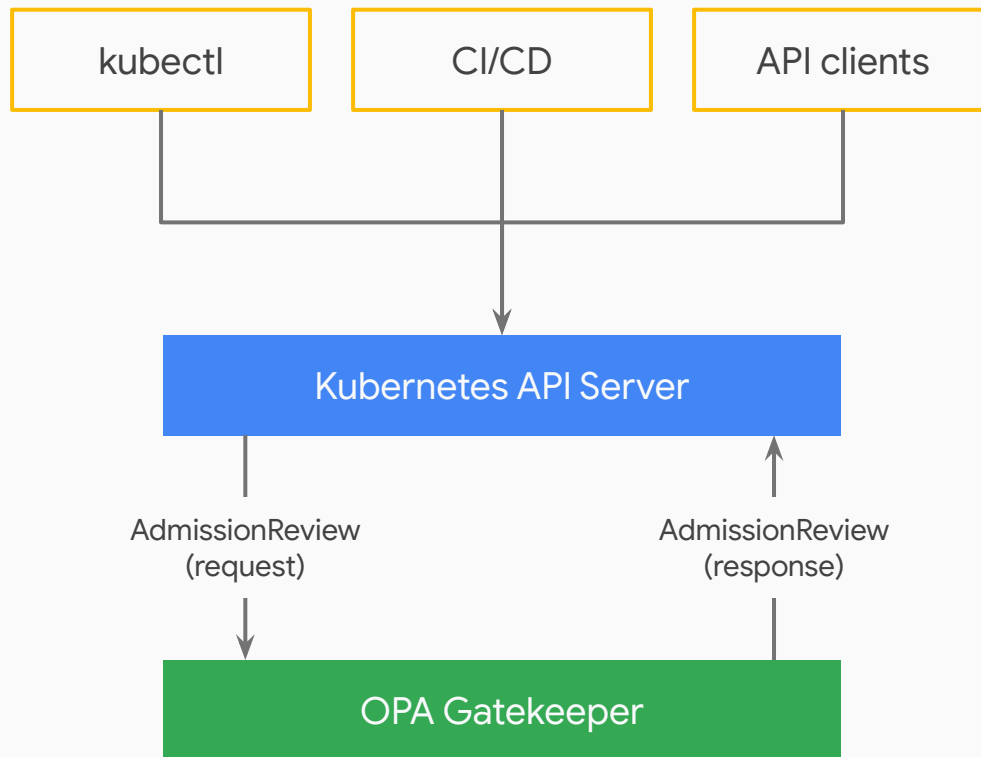 kubectl
CI/CD
API clients
Kubernetes API Server
AdmissionReview
(request)
AdmissionReview
(response)
OPA Gatekeeper